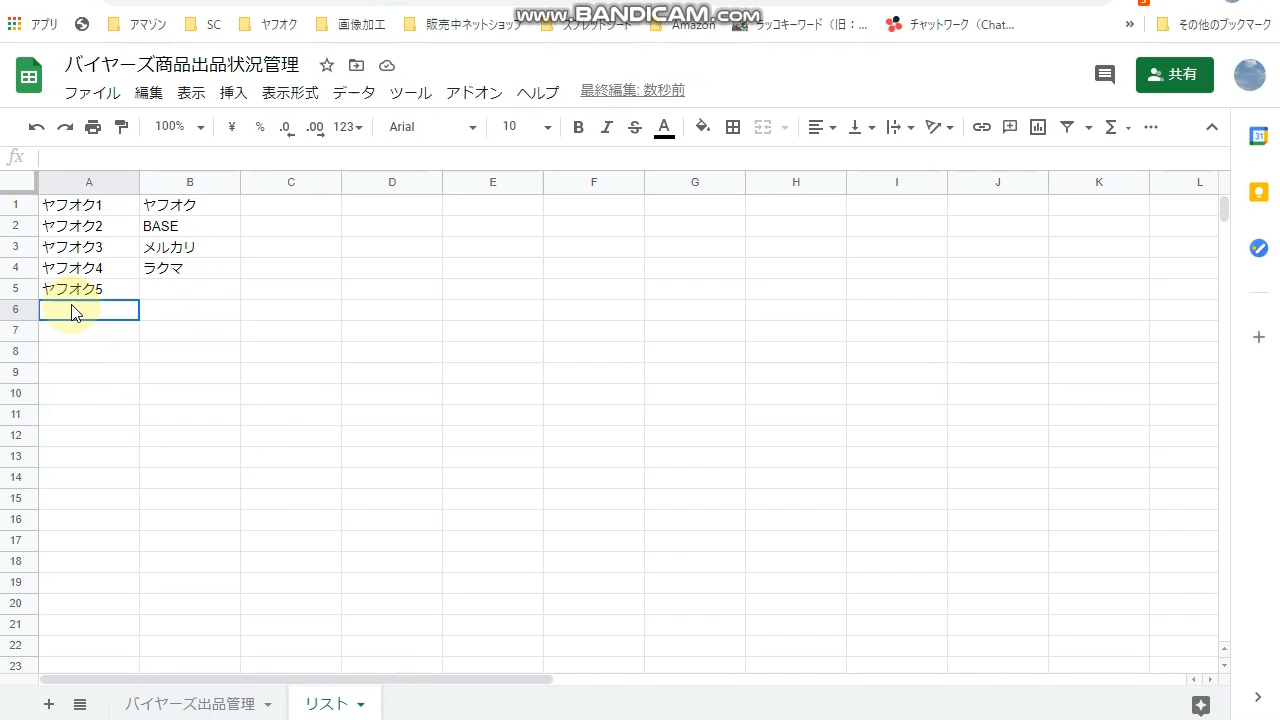 www.BANDICAM.com
アプリ アマゾン SC ヤフオク 画像加工 販売中ネットショップ スプレッドシート Amazon ラッコキーワード（旧：... チャットワーク（Chat... » その他のブックマーク
バイヤーズ商品出品状況管理
共有
ファイル 編集 表示 挿入 表示形式 データ ツール アドオン ヘルプ 最終編集: 数秒前
100% ¥ % .0 .00 123 Arial 10 B I S A Σ
fx
A B C D E F G H I J K L
1 ヤフオク1 ヤフオク
2 ヤフオク2 BASE
3 ヤフオク3 メルカリ
4 ヤフオク4 ラクマ
5 ヤフオク5
6
7
8
9
10
11
12
13
14
15
16
17
18
19
20
21
22
23
バイヤーズ出品管理 リスト
31